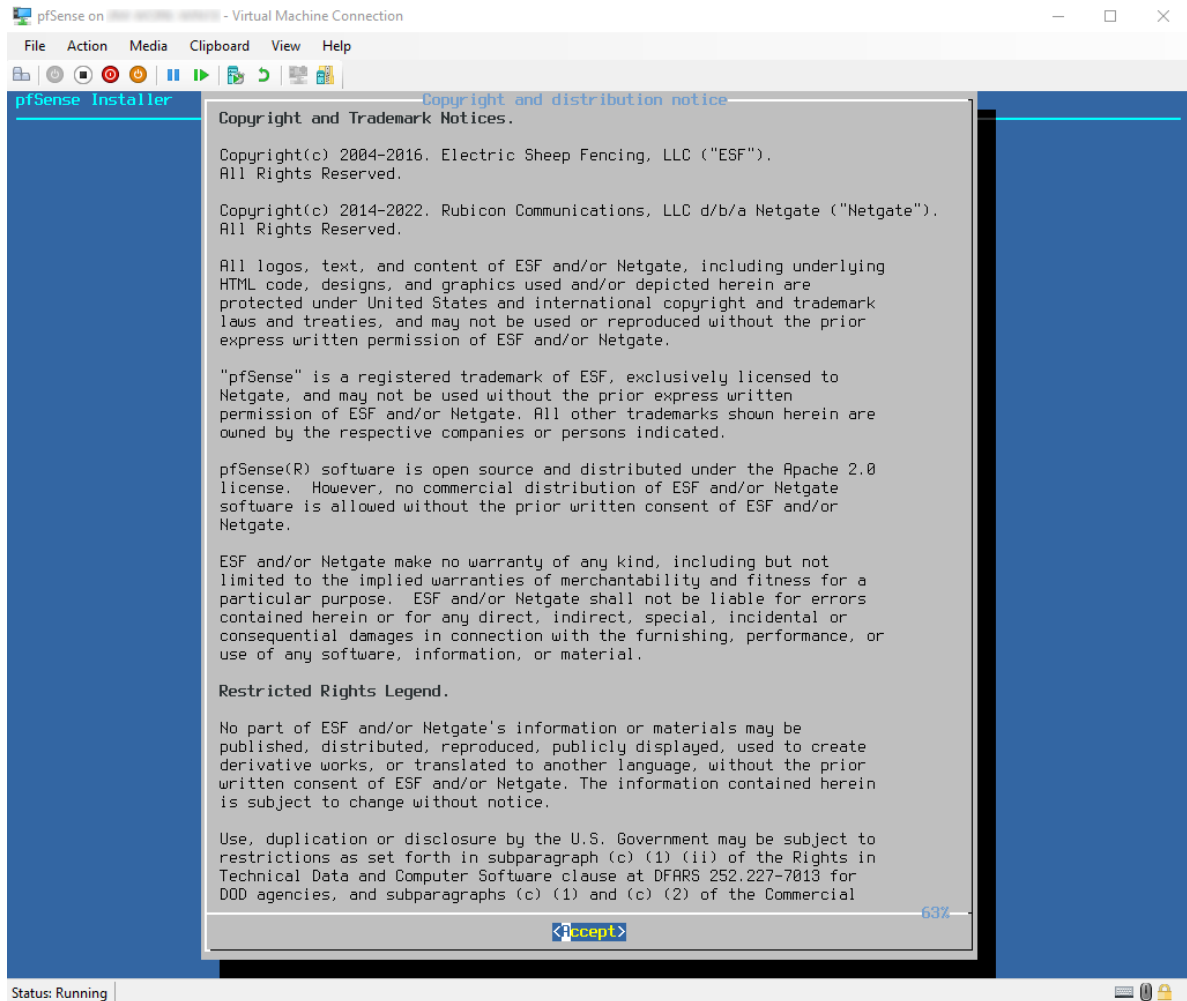 pfSense on - Virtual Machine Connection
File Action Media Clipboard View Help
pfSense Installer
Copyright and distribution notice
Copyright and Trademark Notices.
Copyright(c) 2004-2016. Electric Sheep Fencing, LLC ("ESF").
All Rights Reserved.
Copyright(c) 2014-2022. Rubicon Communications, LLC d/b/a Netgate ("Netgate").
All Rights Reserved.
All logos, text, and content of ESF and/or Netgate, including underlying
HTML code, designs, and graphics used and/or depicted herein are
protected under United States and international copyright and trademark
laws and treaties, and may not be used or reproduced without the prior
express written permission of ESF and/or Netgate.
"pfSense" is a registered trademark of ESF, exclusively licensed to
Netgate, and may not be used without the prior express written
permission of ESF and/or Netgate. All other trademarks shown herein are
owned by the respective companies or persons indicated.
pfSense(R) software is open source and distributed under the Apache 2.0
license.  However, no commercial distribution of ESF and/or Netgate
software is allowed without the prior written consent of ESF and/or
Netgate.
ESF and/or Netgate make no warranty of any kind, including but not
limited to the implied warranties of merchantability and fitness for a
particular purpose.  ESF and/or Netgate shall not be liable for errors
contained herein or for any direct, indirect, special, incidental or
consequential damages in connection with the furnishing, performance, or
use of any software, information, or material.
Restricted Rights Legend.
No part of ESF and/or Netgate's information or materials may be
published, distributed, reproduced, publicly displayed, used to create
derivative works, or translated to another language, without the prior
written consent of ESF and/or Netgate. The information contained herein
is subject to change without notice.
Use, duplication or disclosure by the U.S. Government may be subject to
restrictions as set forth in subparagraph (c) (1) (ii) of the Rights in
Technical Data and Computer Software clause at DFARS 252.227-7013 for
DOD agencies, and subparagraphs (c) (1) and (c) (2) of the Commercial
63%
<Accept>
Status: Running